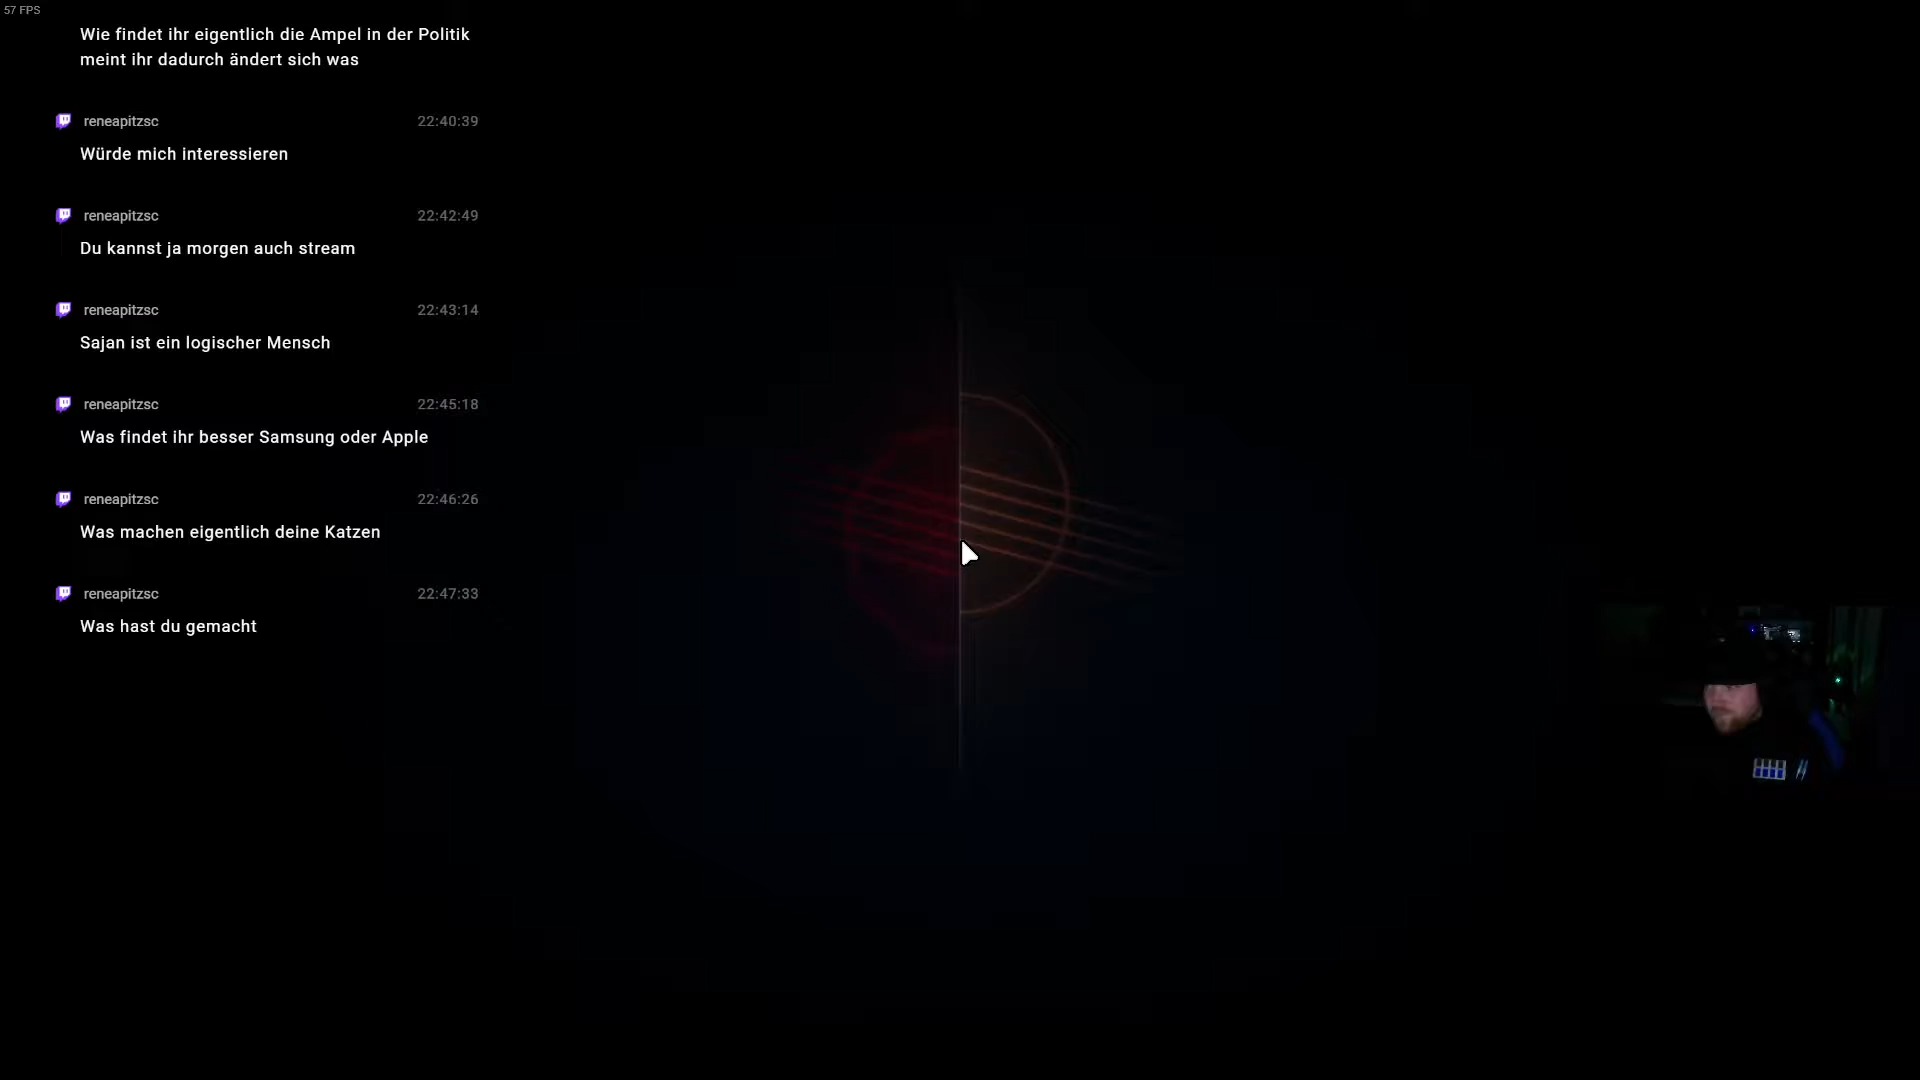 57 FPS
Wie findet ihr eigentlich die Ampel in der Politik
meint ihr dadurch ändert sich was
reneapitzsc 22:40:39
Würde mich interessieren
reneapitzsc 22:42:49
Du kannst ja morgen auch stream
reneapitzsc 22:43:14
Sajan ist ein logischer Mensch
reneapitzsc 22:45:18
Was findet ihr besser Samsung oder Apple
reneapitzsc 22:46:26
Was machen eigentlich deine Katzen
reneapitzsc 22:47:33
Was hast du gemacht